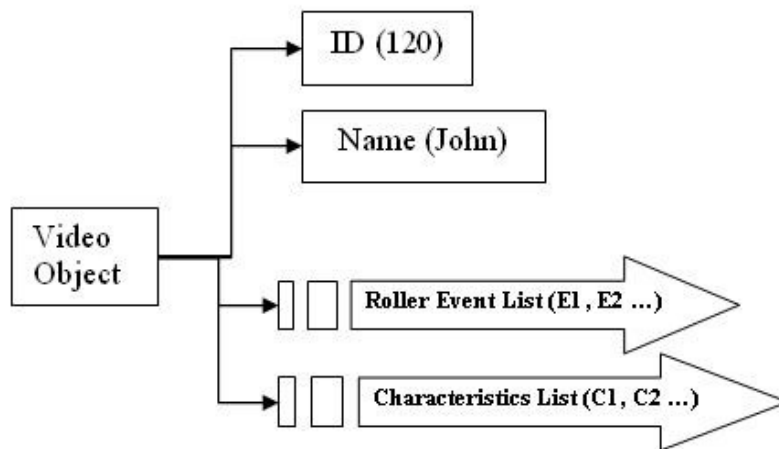 ID (120)
Name (John)
Video
Object
Roller Event List (E1 , E2 ...)
Characteristics List (C1 , C2 ...)